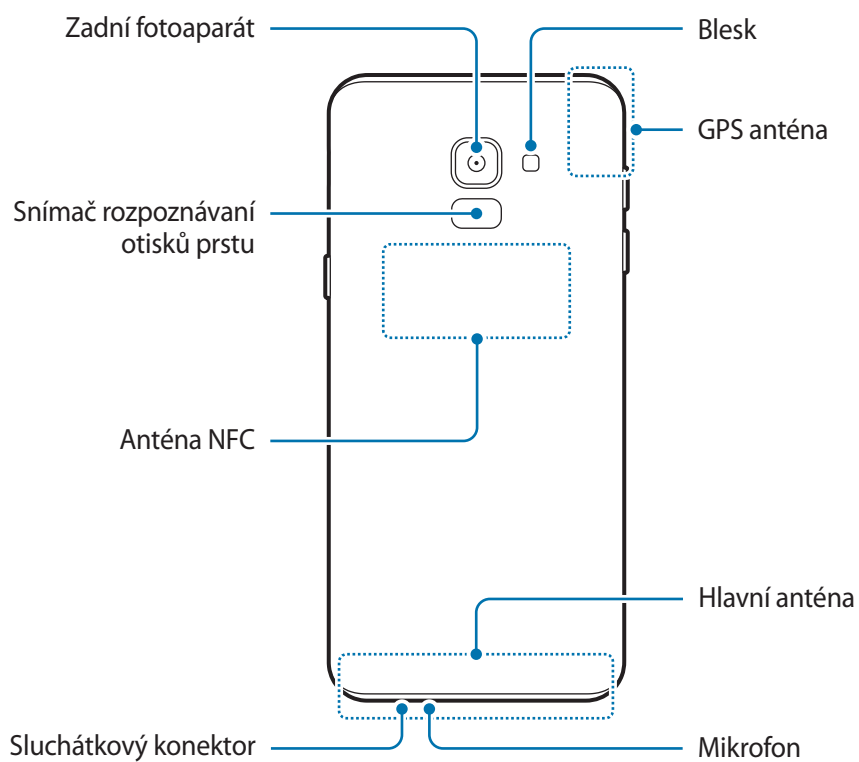 Zadní fotoaparát
Blesk
GPS anténa
Snímač rozpoznávaní
otisků prstu
Anténa NFC
Hlavní anténa
Sluchátkový konektor
Mikrofon